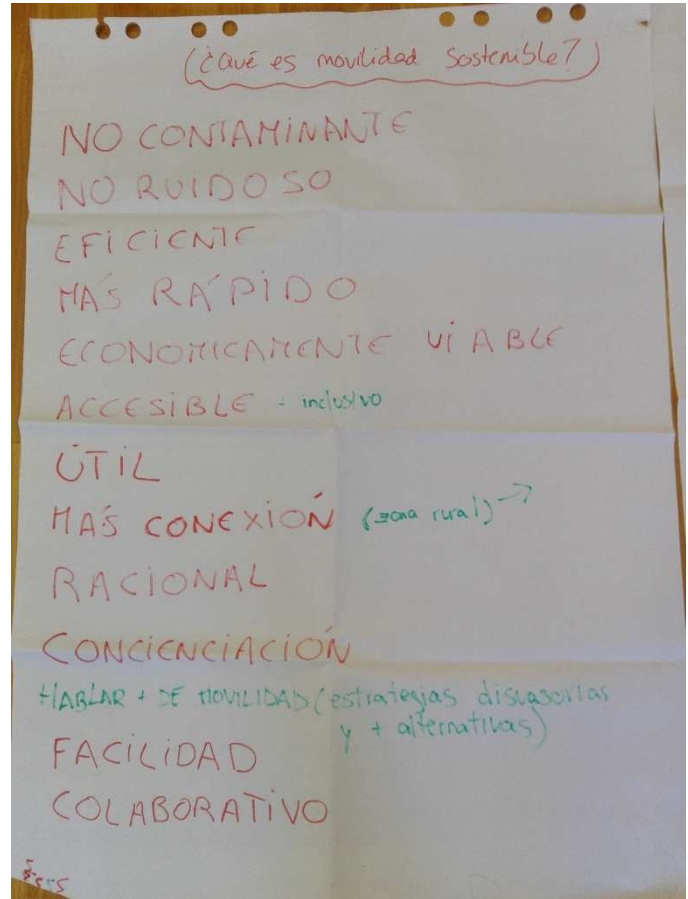 (¿Qué es movilidad sostenible?)
NO CONTAMINANTE
NO RUIDOSO
EFICIENTE
MÁS RÁPIDO
ECONOMICAMENTE VIABLE
ACCESIBLE - inclusivo
ÚTIL
MÁS CONEXIÓN (zona rural) →
RACIONAL
CONCIENCIACIÓN
HABLAR + DE MOVILIDAD (estrategias disuasorias
y + alternativas)
FACILIDAD
COLABORATIVO